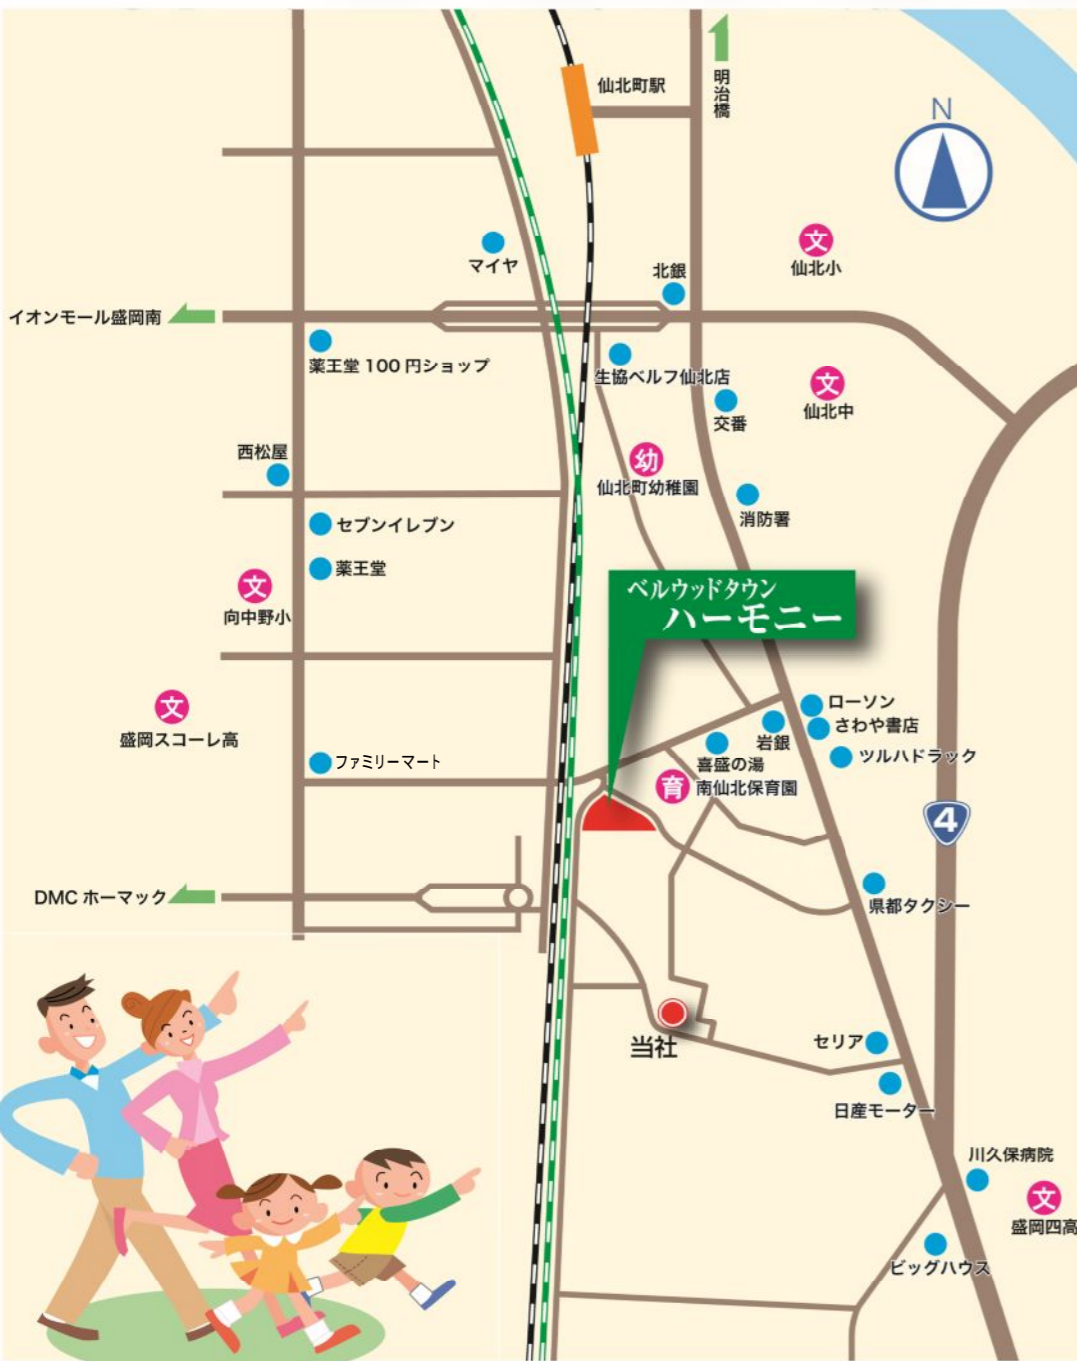 仙北町駅
明治橋
N
マイヤ
文
仙北小
北銀
イオンモール盛岡南
薬王堂 100 円ショップ
生協ベルフ仙北店
文
仙北中
交番
西松屋
幼
仙北町幼稚園
消防署
セブンイレブン
薬王堂
文
向中野小
ベルウッドタウン
ハーモニー
文
盛岡スコーレ高
ローソン
さわや書店
岩銀
ツルハドラック
喜盛の湯
ファミリーマート
育
南仙北保育園
4
DMC ホーマック
県都タクシー
当社
セリア
日産モーター
川久保病院
文
盛岡四高
ビッグハウス